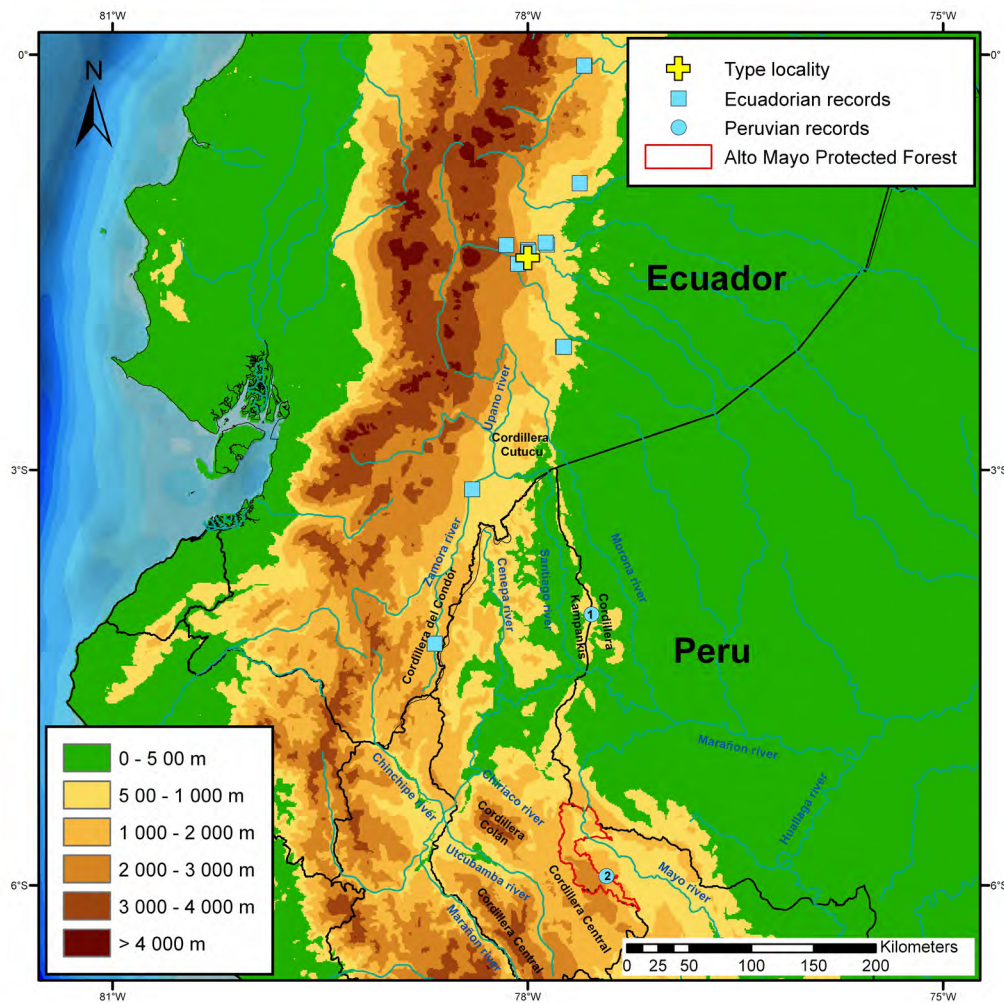 81°W
78°W
75°W
0°
0°
N
Type locality
Ecuadorian records
Peruvian records
Alto Mayo Protected Forest
Ecuador
Upano river
Cordillera
Cutucu
3°S
3°S
Zamora river
Cordillera del Condor
Cenepa river
Santiago river
Morona river
1
Cordillera
Kampankis
Peru
Marañon river
Huallaga river
0 - 5 00 m
5 00 - 1 000 m
1 000 - 2 000 m
2 000 - 3 000 m
3 000 - 4 000 m
> 4 000 m
Chinchipe river
Chiriaco river
Cordillera
Colán
Utcubamba river
Cordillera Central
Marañon river
Cordillera Central
2
Mayo river
6°S
6°S
Kilometers
0 25 50 100 150 200
81°W
78°W
75°W